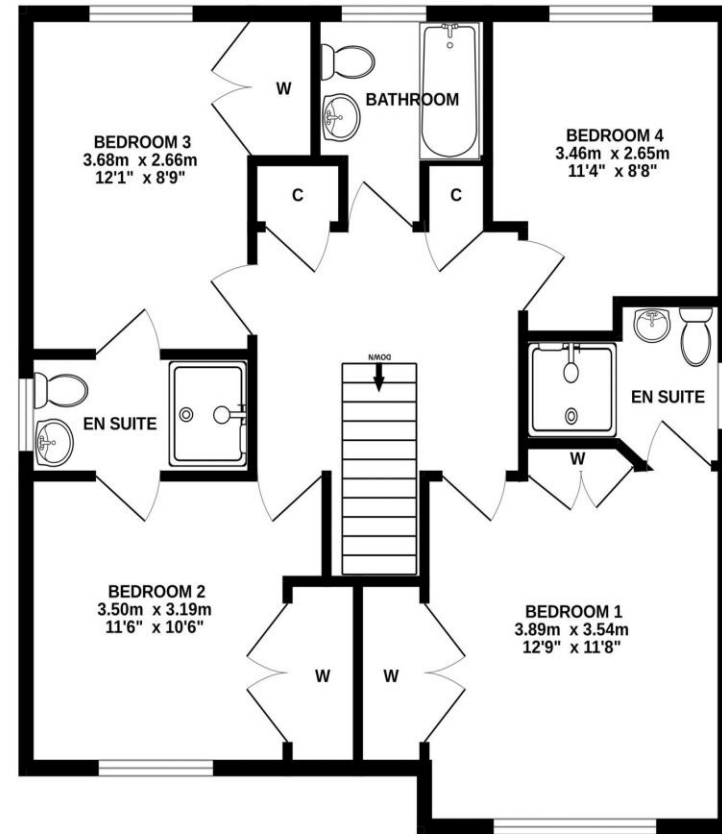 W
BATHROOM
BEDROOM 3
3.68m x 2.66m
12'1" x 8'9"
BEDROOM 4
3.46m x 2.65m
11'4" x 8'8"
C
C
DOWN
EN SUITE
EN SUITE
W
BEDROOM 2
3.50m x 3.19m
11'6" x 10'6"
BEDROOM 1
3.89m x 3.54m
12'9" x 11'8"
W
W